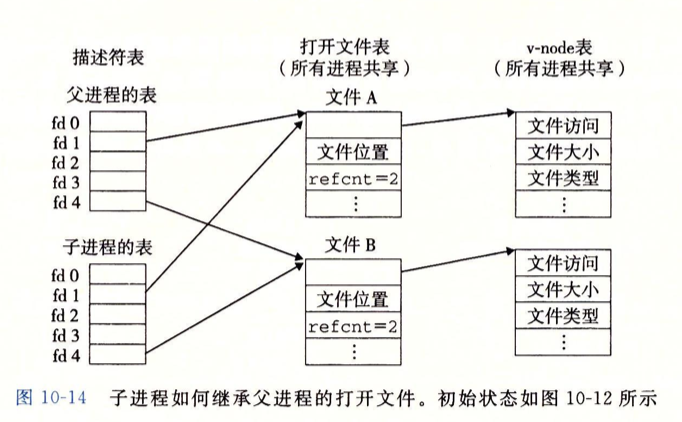 描述符表
打开文件表
（所有进程共享）
v-node表
（所有进程共享）
父进程的表
fd 0
fd 1
fd 2
fd 3
fd 4
文件 A
文件位置
refcnt=2
⋮
文件访问
文件大小
文件类型
⋮
子进程的表
fd 0
fd 1
fd 2
fd 3
fd 4
文件 B
文件位置
refcnt=2
⋮
文件访问
文件大小
文件类型
⋮
图 10-14 子进程如何继承父进程的打开文件。初始状态如图 10-12 所示